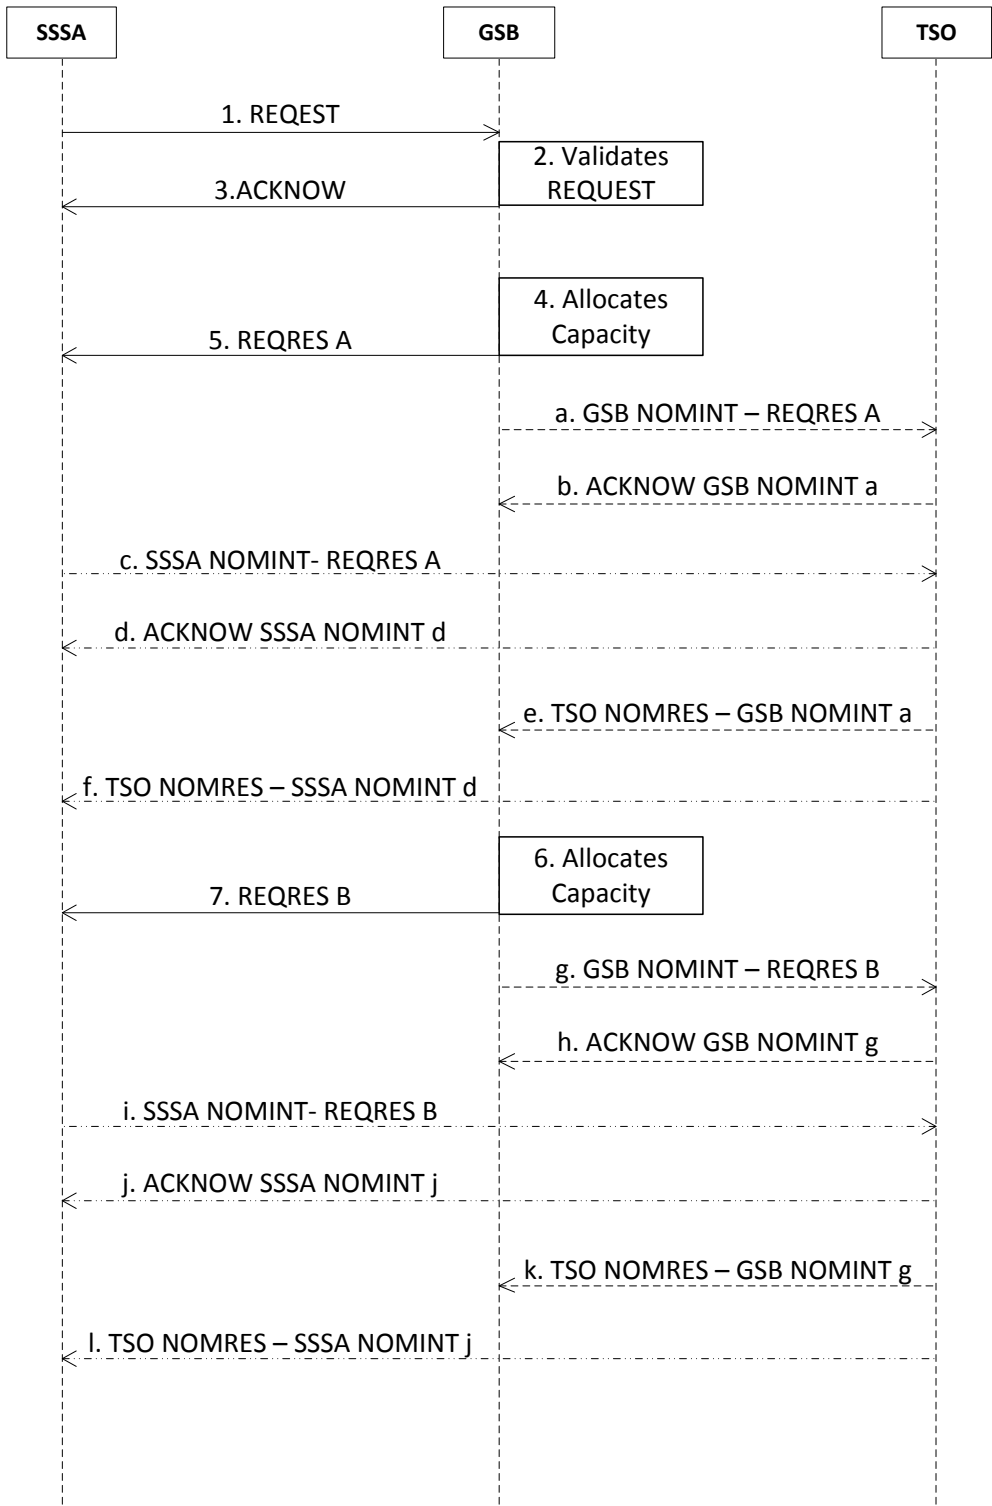 SSSA
GSB
TSO
1. REQEST
2. Validates
REQUEST
3.ACKNOW
4. Allocates
Capacity
5. REQRES A
a. GSB NOMINT – REQRES A
b. ACKNOW GSB NOMINT a
c. SSSA NOMINT- REQRES A
d. ACKNOW SSSA NOMINT d
e. TSO NOMRES – GSB NOMINT a
f. TSO NOMRES – SSSA NOMINT d
6. Allocates
Capacity
7. REQRES B
g. GSB NOMINT – REQRES B
h. ACKNOW GSB NOMINT g
i. SSSA NOMINT- REQRES B
j. ACKNOW SSSA NOMINT j
k. TSO NOMRES – GSB NOMINT g
l. TSO NOMRES – SSSA NOMINT j